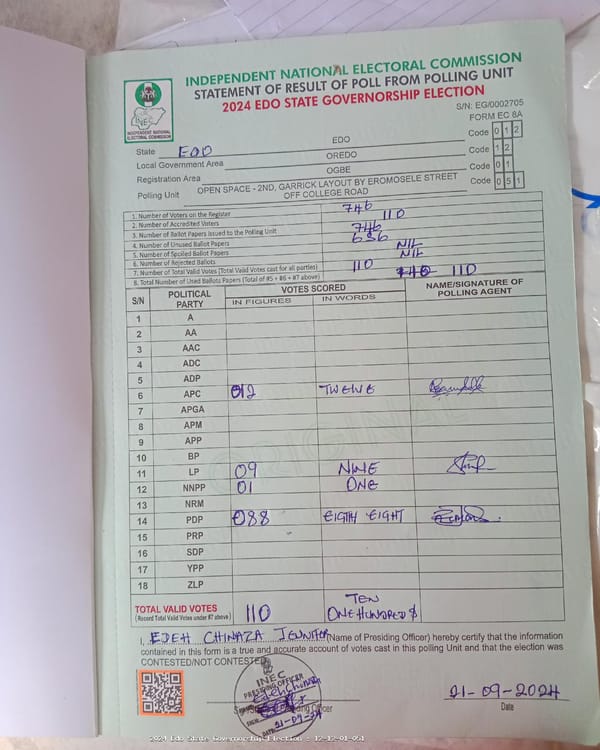 INDEPENDENT NATIONAL ELECTORAL COMMISSION
STATEMENT OF RESULT OF POLL FROM POLLING UNIT
2024 EDO STATE GOVERNORSHIP ELECTION
INEC
INDEPENDENT NATIONAL ELECTORAL COMMISSION
S/N: EG/0002705
FORM EC 8A
State EDO EDO Code 0 1 2
Local Government Area OREDO Code 1 2
Registration Area OGBE Code 0 1
Polling Unit OPEN SPACE - 2ND, GARRICK LAYOUT BY EROMOSELE STREET OFF COLLEGE ROAD Code 0 5 1
1. Number of Voters on the Register 746
2. Number of Accredited Voters 110
3. Number of Ballot Papers Issued to the Polling Unit 746
4. Number of Unused Ballot Papers 636
5. Number of Spoiled Ballot Papers NIL
6. Number of Rejected Ballots NIL
7. Number of Total Valid Votes (Total Valid Votes cast for all parties) 110
8. Total Number of Used Ballots Papers (Total of #5 + #6 + #7 above) 110
S/N POLITICAL PARTY VOTES SCORED NAME/SIGNATURE OF POLLING AGENT
IN FIGURES IN WORDS
1 A
2 AA
3 AAC
4 ADC
5 ADP
6 APC 012 TWEVE
7 APGA
8 APM
9 APP
10 BP
11 LP 09 NINE
12 NNPP 01 ONE
13 NRM
14 PDP 088 EIGTH EIGHT
15 PRP
16 SDP
17 YPP
18 ZLP
ORIGINAL
TOTAL VALID VOTES 110 ONE HUNDRED & TEN
(Record Total Valid Votes under #7 above)
I, EDEH CHINAZA JENNIFER (Name of Presiding Officer) hereby certify that the information
contained in this form is a true and accurate account of votes cast in this polling Unit and that the election was
CONTESTED/NOT CONTESTED.
INEC
PRESIDING OFFICER
Edeh Chinaza
DATE: 21-09-24
Officer
21-09-2024
Date
2024 Edo State Governorship Election - 12-12-01-051